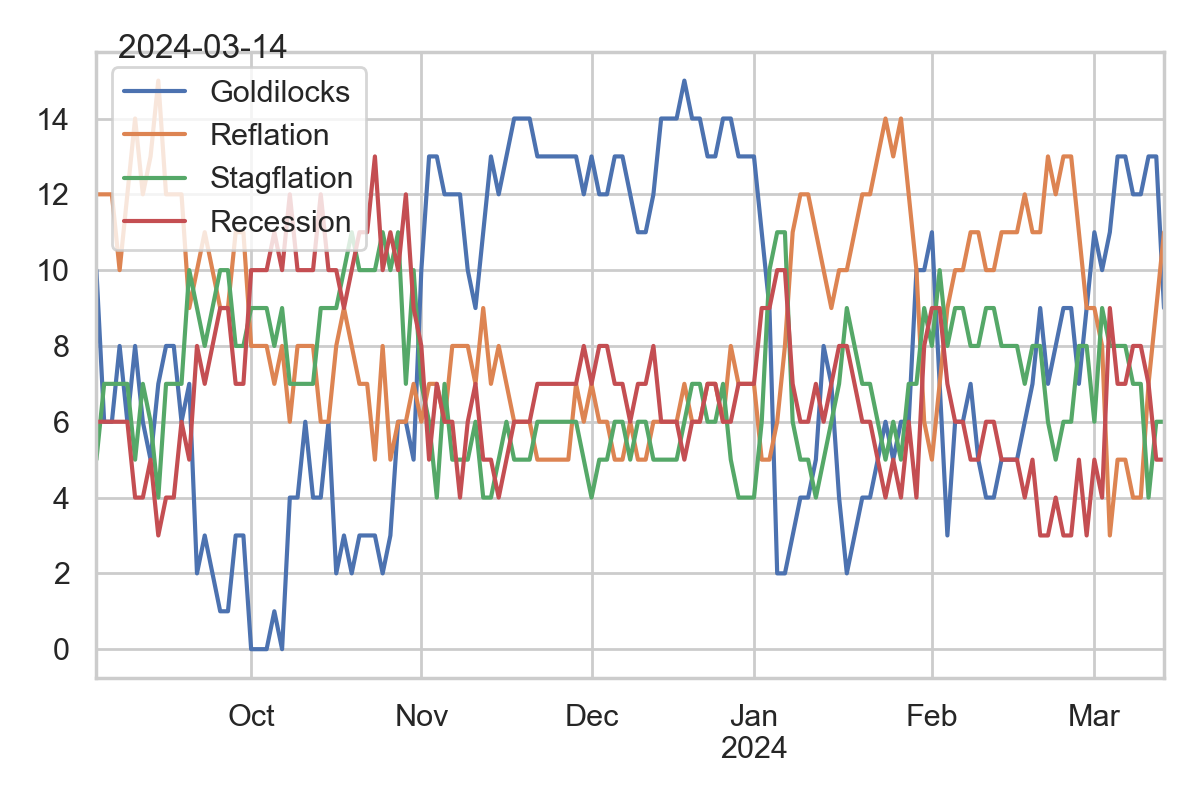 2024-03-14
Goldilocks
Reflation
Stagflation
Recession
14
12
10
8
6
4
2
0
Oct
Nov
Dec
Jan
Feb
Mar
2024